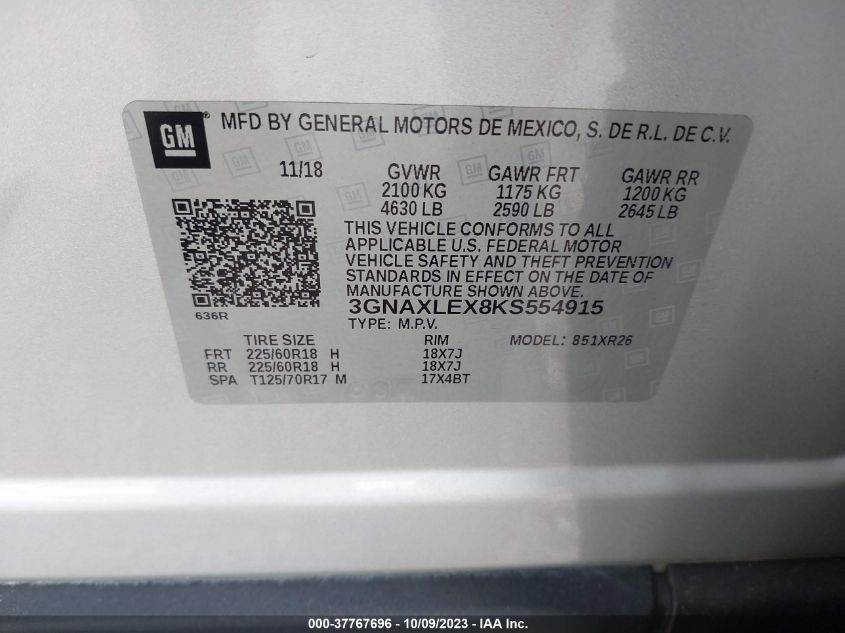 GM ® MFD BY GENERAL MOTORS DE MEXICO, S. DE R.L. DE C.V.
11/18 GVWR GAWR FRT GAWR RR
2100 KG 1175 KG 1200 KG
4630 LB 2590 LB 2645 LB
THIS VEHICLE CONFORMS TO ALL
APPLICABLE U.S. FEDERAL MOTOR
VEHICLE SAFETY AND THEFT PREVENTION
STANDARDS IN EFFECT ON THE DATE OF
MANUFACTURE SHOWN ABOVE.
636R 3GNAXLEX8KS554915
TYPE: M.P.V.
TIRE SIZE RIM MODEL: 851XR26
FRT 225/60R18 H 18X7J
RR 225/60R18 H 18X7J
SPA T125/70R17 M 17X4BT
000-37767696 - 10/09/2023 - © IAA Inc.